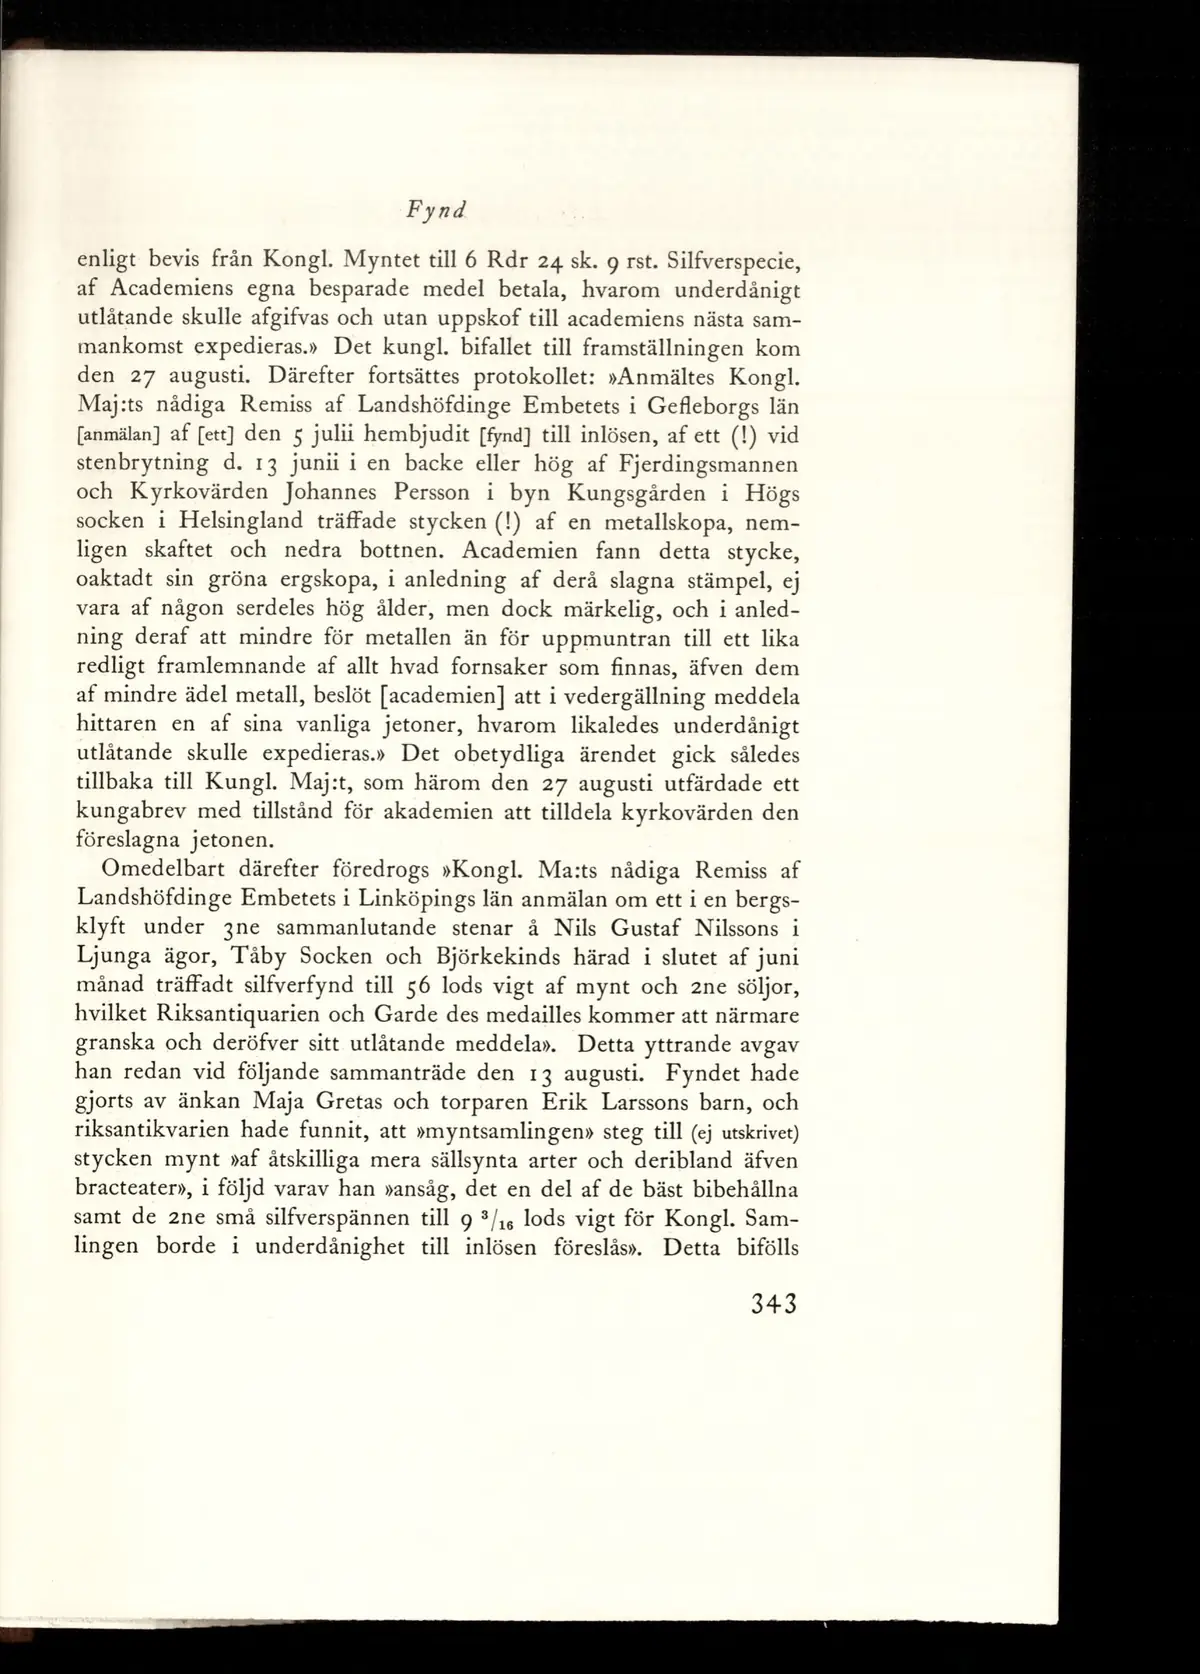 Fynd
enligt bevis från Kongl. Myntet till 6 Rdr 24 sk. 9 rst. Silfverspecie,
af Academiens egna besparade medel betala, hvarom underdånigt
utlåtande skulle afgifvas och utan uppskof till academiens nästa sam-
mankomst expedieras.» Det kungl. bifallet till framställningen kom
den 27 augusti. Därefter fortsättes protokollet: »Anmältes Kongl.
Maj:ts nådiga Remiss af Landshöfdinge Embetets i Gefleborgs län
[anmälan] af [ett] den 5 julii hembjudit [fynd] till inlösen, af ett (!) vid
stenbrytning d. 13 junii i en backe eller hög af Fjerdingsmannen
och Kyrkovärden Johannes Persson i byn Kungsgården i Högs
socken i Helsingland träffade stycken (!) af en metallskopa, nem-
ligen skaftet och nedra bottnen. Academien fann detta stycke,
oaktadt sin gröna ergskopa, i anledning af derå slagna stämpel, ej
vara af någon serdeles hög ålder, men dock märkelig, och i anled-
ning deraf att mindre för metallen än för uppmuntran till ett lika
redligt framlemnande af allt hvad fornsaker som finnas, äfven dem
af mindre ädel metall, beslöt [academien] att i vedergällning meddela
hittaren en af sina vanliga jetoner, hvarom likaledes underdånigt
utlåtande skulle expedieras.» Det obetydliga ärendet gick således
tillbaka till Kungl. Maj:t, som härom den 27 augusti utfärdade ett
kungabrev med tillstånd för akademien att tilldela kyrkovärden den
föreslagna jetonen.
Omedelbart därefter föredrogs »Kongl. Ma:ts nådiga Remiss af
Landshöfdinge Embetets i Linköpings län anmälan om ett i en bergs-
klyft under 3ne sammanlutande stenar å Nils Gustaf Nilssons i
Ljunga ägor, Tåby Socken och Björkekinds härad i slutet af juni
månad träffadt silfverfynd till 56 lods vigt af mynt och 2ne söljor,
hvilket Riksantiquarien och Garde des medailles kommer att närmare
granska och deröfver sitt utlåtande meddela». Detta yttrande avgav
han redan vid följande sammanträde den 13 augusti. Fyndet hade
gjorts av änkan Maja Gretas och torparen Erik Larssons barn, och
riksantikvarien hade funnit, att »myntsamlingen» steg till (ej utskrivet)
stycken mynt »af åtskilliga mera sällsynta arter och deribland äfven
bracteater», i följd varav han »ansåg, det en del af de bäst bibehållna
samt de 2ne små silfverspännen till 9 ³/₁₆ lods vigt för Kongl. Sam-
lingen borde i underdånighet till inlösen föreslås». Detta bifölls
343